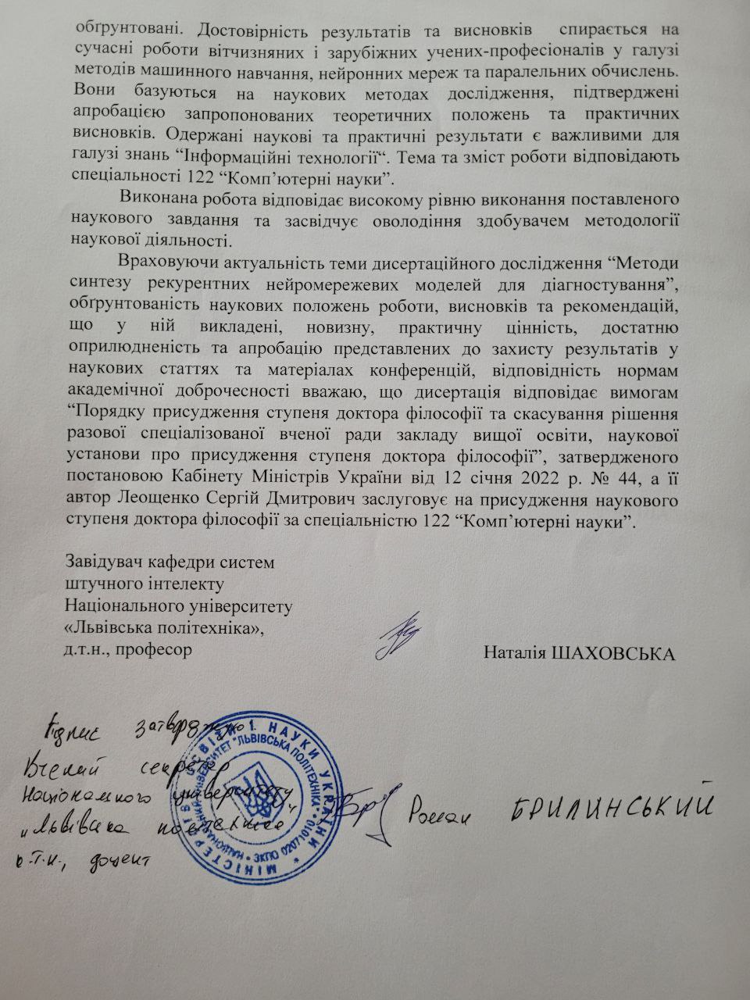 обґрунтовані. Достовірність результатів та висновків спирається на
сучасні роботи вітчизняних і зарубіжних учених-професіоналів у галузі
методів машинного навчання, нейронних мереж та паралельних обчислень.
Вони базуються на наукових методах дослідження, підтверджені
апробацією запропонованих теоретичних положень та практичних
висновків. Одержані наукові та практичні результати є важливими для
галузі знань “Інформаційні технології“. Тема та зміст роботи відповідають
спеціальності 122 “Комп’ютерні науки”.
Виконана робота відповідає високому рівню виконання поставленого
наукового завдання та засвідчує оволодіння здобувачем методології
наукової діяльності.
Враховуючи актуальність теми дисертаційного дослідження “Методи
синтезу рекурентних нейромережевих моделей для діагностування”,
обґрунтованість наукових положень роботи, висновків та рекомендацій,
що у ній викладені, новизну, практичну цінність, достатню
оприлюдненість та апробацію представлених до захисту результатів у
наукових статтях та матеріалах конференцій, відповідність нормам
академічної доброчесності вважаю, що дисертація відповідає вимогам
“Порядку присудження ступеня доктора філософії та скасування рішення
разової спеціалізованої вченої ради закладу вищої освіти, наукової
установи про присудження ступеня доктора філософії”, затвердженого
постановою Кабінету Міністрів України від 12 січня 2022 р. № 44, а її
автор Леощенко Сергій Дмитрович заслуговує на присудження наукового
ступеня доктора філософії за спеціальністю 122 “Комп’ютерні науки”.
Завідувач кафедри систем
штучного інтелекту
Національного університету
«Львівська політехніка»,
д.т.н., професор
Наталія ШАХОВСЬКА
Підпис затверджую
Вчений секретар
Національного університету
„Львівська політехніка”
к.т.н., доцент
Роман БРИЛИНСЬКИЙ
МІНІСТЕРСТВО ОСВІТИ І НАУКИ УКРАЇНИ *
НАЦІОНАЛЬНИЙ УНІВЕРСИТЕТ "ЛЬВІВСЬКА ПОЛІТЕХНІКА" * ЗКПО 02071010 *